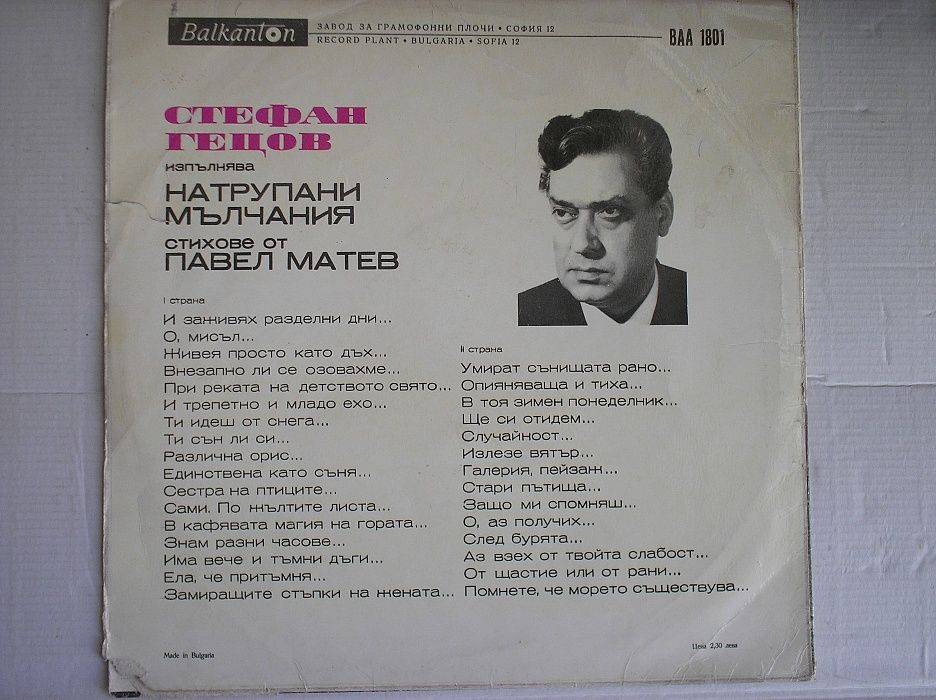 Balkanton
ЗАВОД ЗА ГРАМОФОННИ ПЛОЧИ • СОФИЯ 12
RECORD PLANT • BULGARIA • SOFIA 12
ВАА 1801
СТЕФАН
ГЕЦОВ
изпълнява
НАТРУПАНИ
МЪЛЧАНИЯ
стихове от
ПАВЕЛ МАТЕВ
I страна
И заживях разделни дни...
О, мисъл...
Живея просто като дъх...
Внезапно ли се озовахме...
При реката на детството свято...
И трепетно и младо ехо...
Ти идеш от снега...
Ти сън ли си...
Различна орис...
Единствена като съня...
Сестра на птиците...
Сами. По жълтите листа...
В кафявата магия на гората...
Знам разни часове...
Има вече и тъмни дъги...
Ела, че притъмня...
Замиращите стъпки на жената...
II страна
Умират сънищата рано...
Опияняваща и тиха...
В тоя зимен понеделник...
Ще си отидем...
Случайност...
Излезе вятър...
Галерия, пейзаж...
Стари пътища...
Защо ми спомняш...
О, аз получих...
След бурята...
Аз взех от твойта слабост...
От щастие или от рани...
Помнете, че морето съществува...
Made in Bulgaria
Цена 2,30 лева